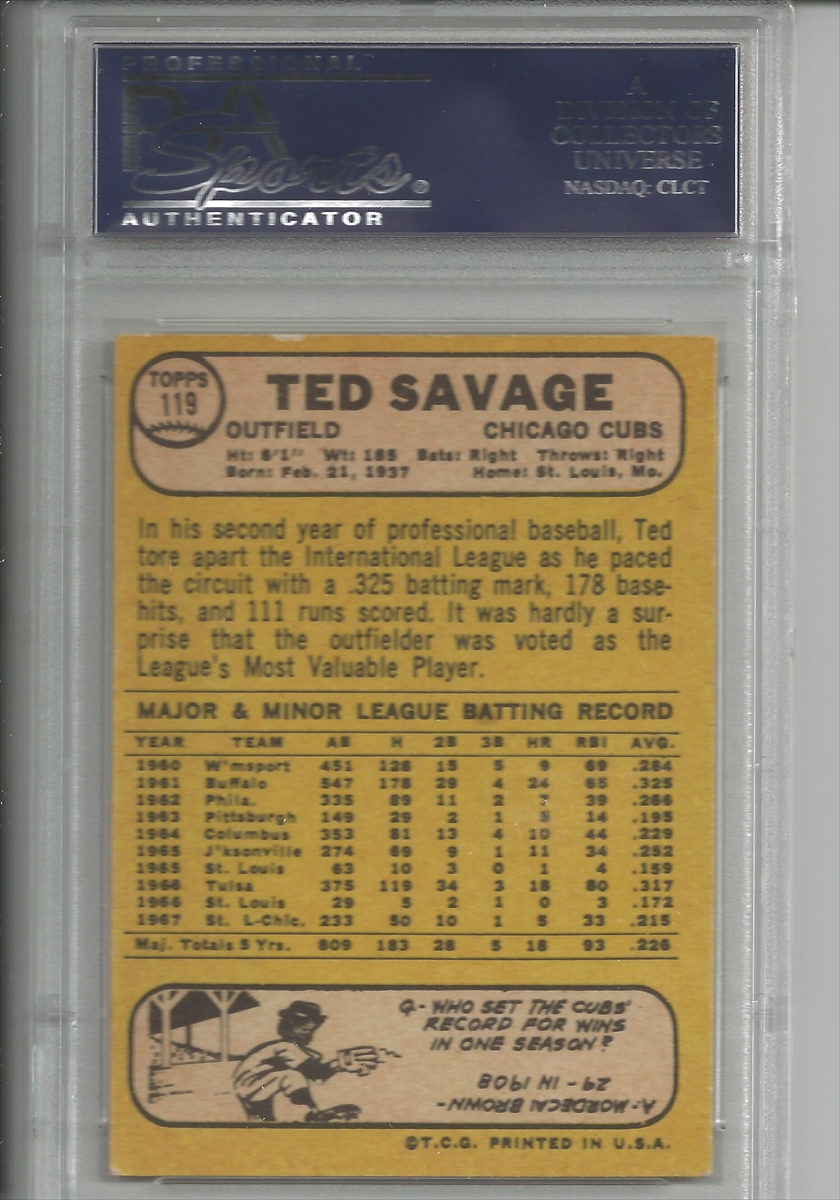 PROFESSIONAL
PSA
Sports®
AUTHENTICATOR
A
DIVISION OF
COLLECTORS
UNIVERSE
NASDAQ: CLCT
TOPPS
119
TED SAVAGE
OUTFIELD CHICAGO CUBS
Ht: 6'1" Wt: 185 Bats: Right Throws: Right
Born: Feb. 21, 1937 Home: St. Louis, Mo.
In his second year of professional baseball, Ted
tore apart the International League as he paced
the circuit with a .325 batting mark, 178 base-
hits, and 111 runs scored. It was hardly a sur-
prise that the outfielder was voted as the
League's Most Valuable Player.
MAJOR & MINOR LEAGUE BATTING RECORD
YEAR TEAM AB H 2B 3B HR RBI AVG.
1960 W'msport 451 128 15 5 9 69 .284
1961 Buffalo 547 178 29 4 24 65 .325
1962 Phila. 335 89 11 2 7 39 .266
1963 Pittsburgh 149 29 2 1 5 14 .195
1964 Columbus 353 81 13 4 10 44 .229
1965 J'ksonville 274 69 9 1 11 34 .252
1965 St. Louis 63 10 3 0 1 4 .159
1966 Tulsa 375 119 34 3 18 80 .317
1966 St. Louis 29 5 2 1 0 3 .172
1967 St. L-Chic. 233 50 10 1 5 33 .215
Maj. Totals 5 Yrs. 809 183 28 5 18 93 .226
Q- WHO SET THE CUBS'
RECORD FOR WINS
IN ONE SEASON?
A- MORDECAI BROWN-
29 - IN 1908
©T.C.G. PRINTED IN U.S.A.